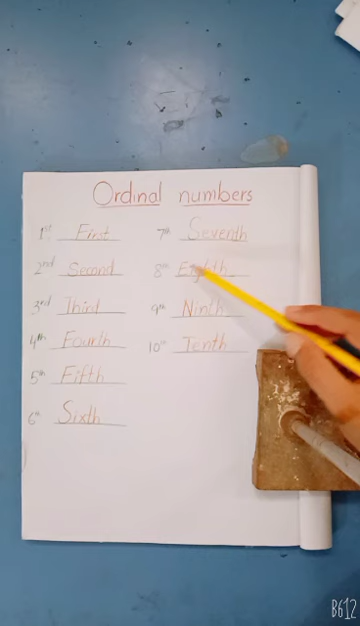 Ordinal numbers
1st First
2nd Second
3rd Third
4th Fourth
5th Fifth
6th Sixth
7th Seventh
8th Eighth
9th Ninth
10th Tenth
B612